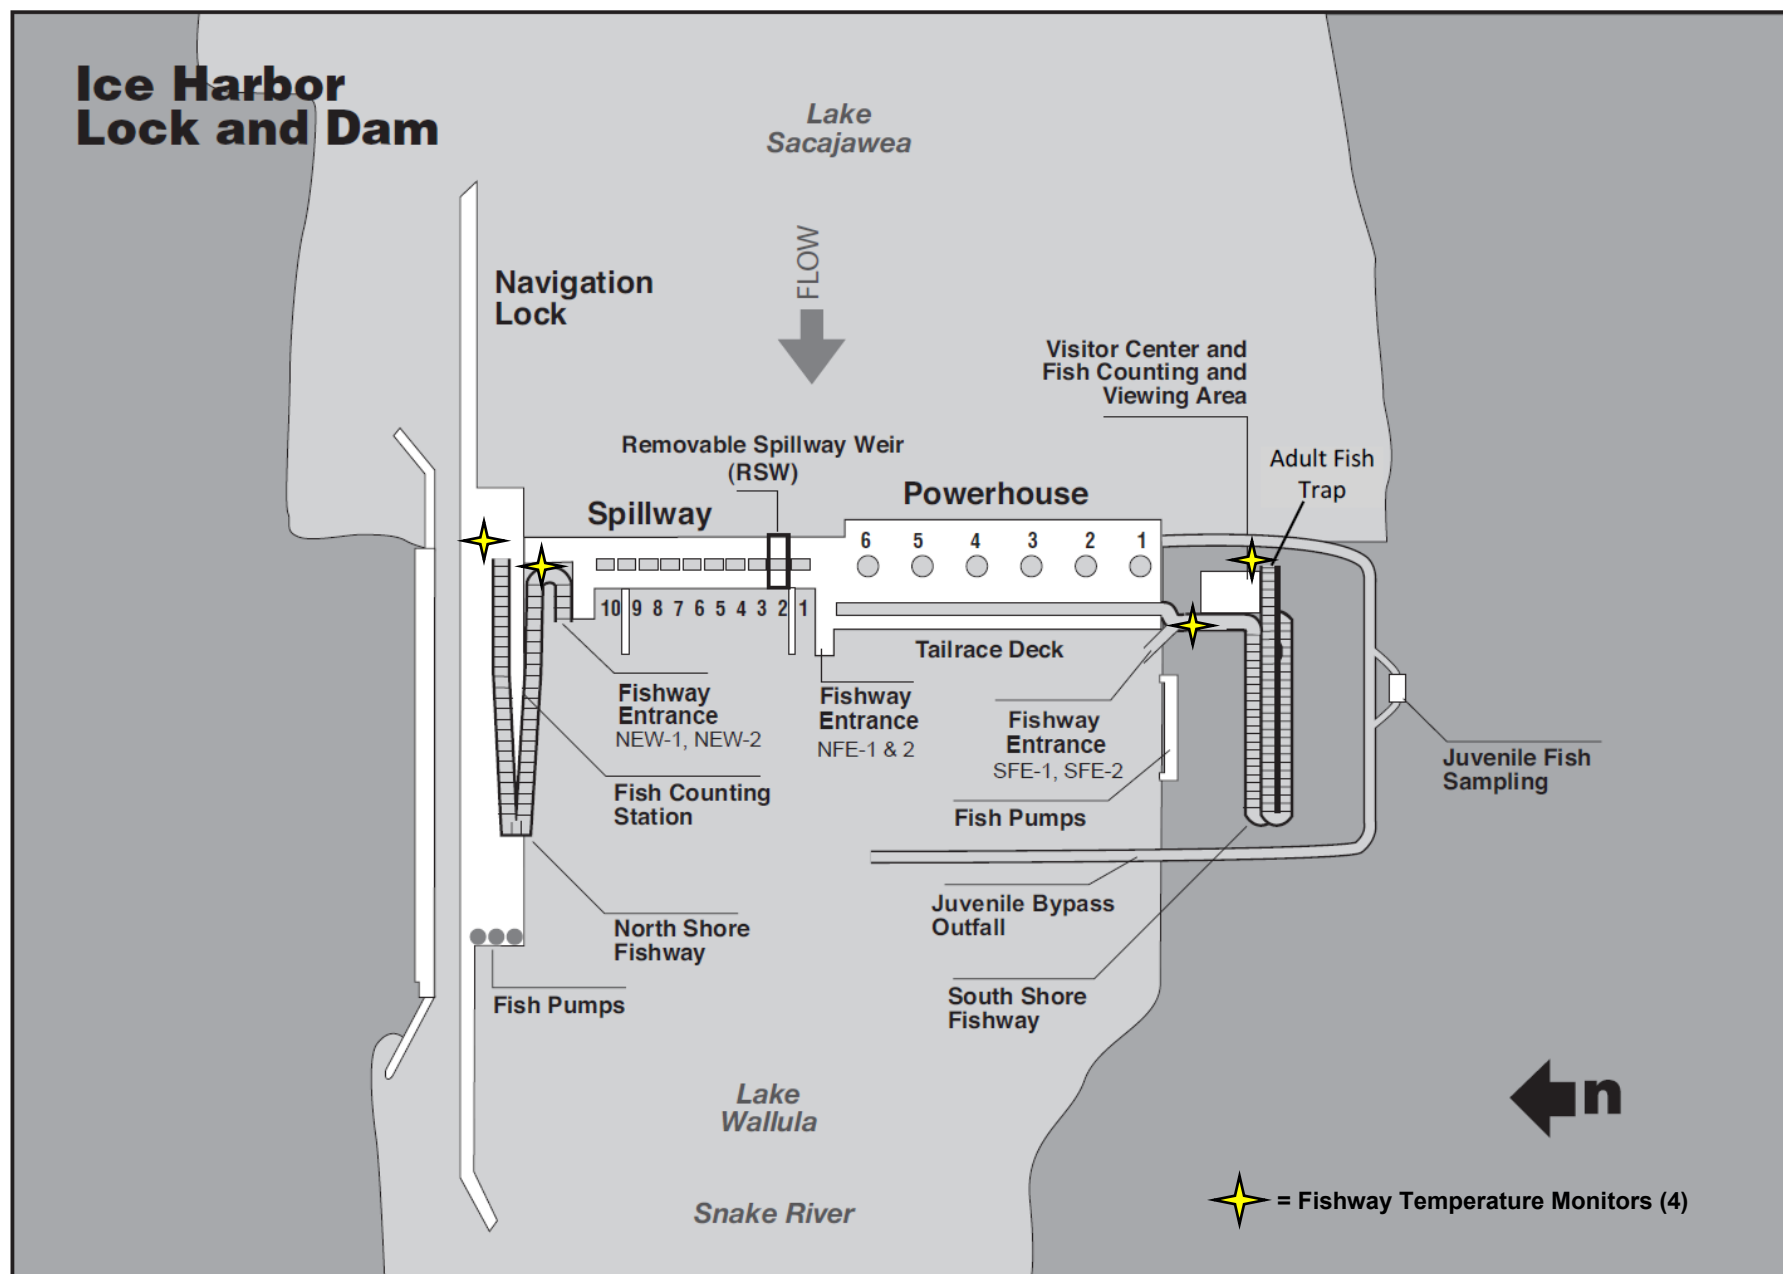 Ice Harbor
Lock and Dam
Lake
Sacajawea
FLOW
Navigation
Lock
Visitor Center and
Fish Counting and
Viewing Area
Removable Spillway Weir
(RSW)
Adult Fish
Trap
Spillway
Powerhouse
6 5 4 3 2 1
10 9 8 7 6 5 4 3 2 1
Tailrace Deck
Fishway
Entrance
NEW-1, NEW-2
Fishway
Entrance
NFE-1 & 2
Fishway
Entrance
SFE-1, SFE-2
Juvenile Fish
Sampling
Fish Counting
Station
Fish Pumps
Juvenile Bypass
Outfall
North Shore
Fishway
Fish Pumps
South Shore
Fishway
Lake
Wallula
n
Snake River
= Fishway Temperature Monitors (4)